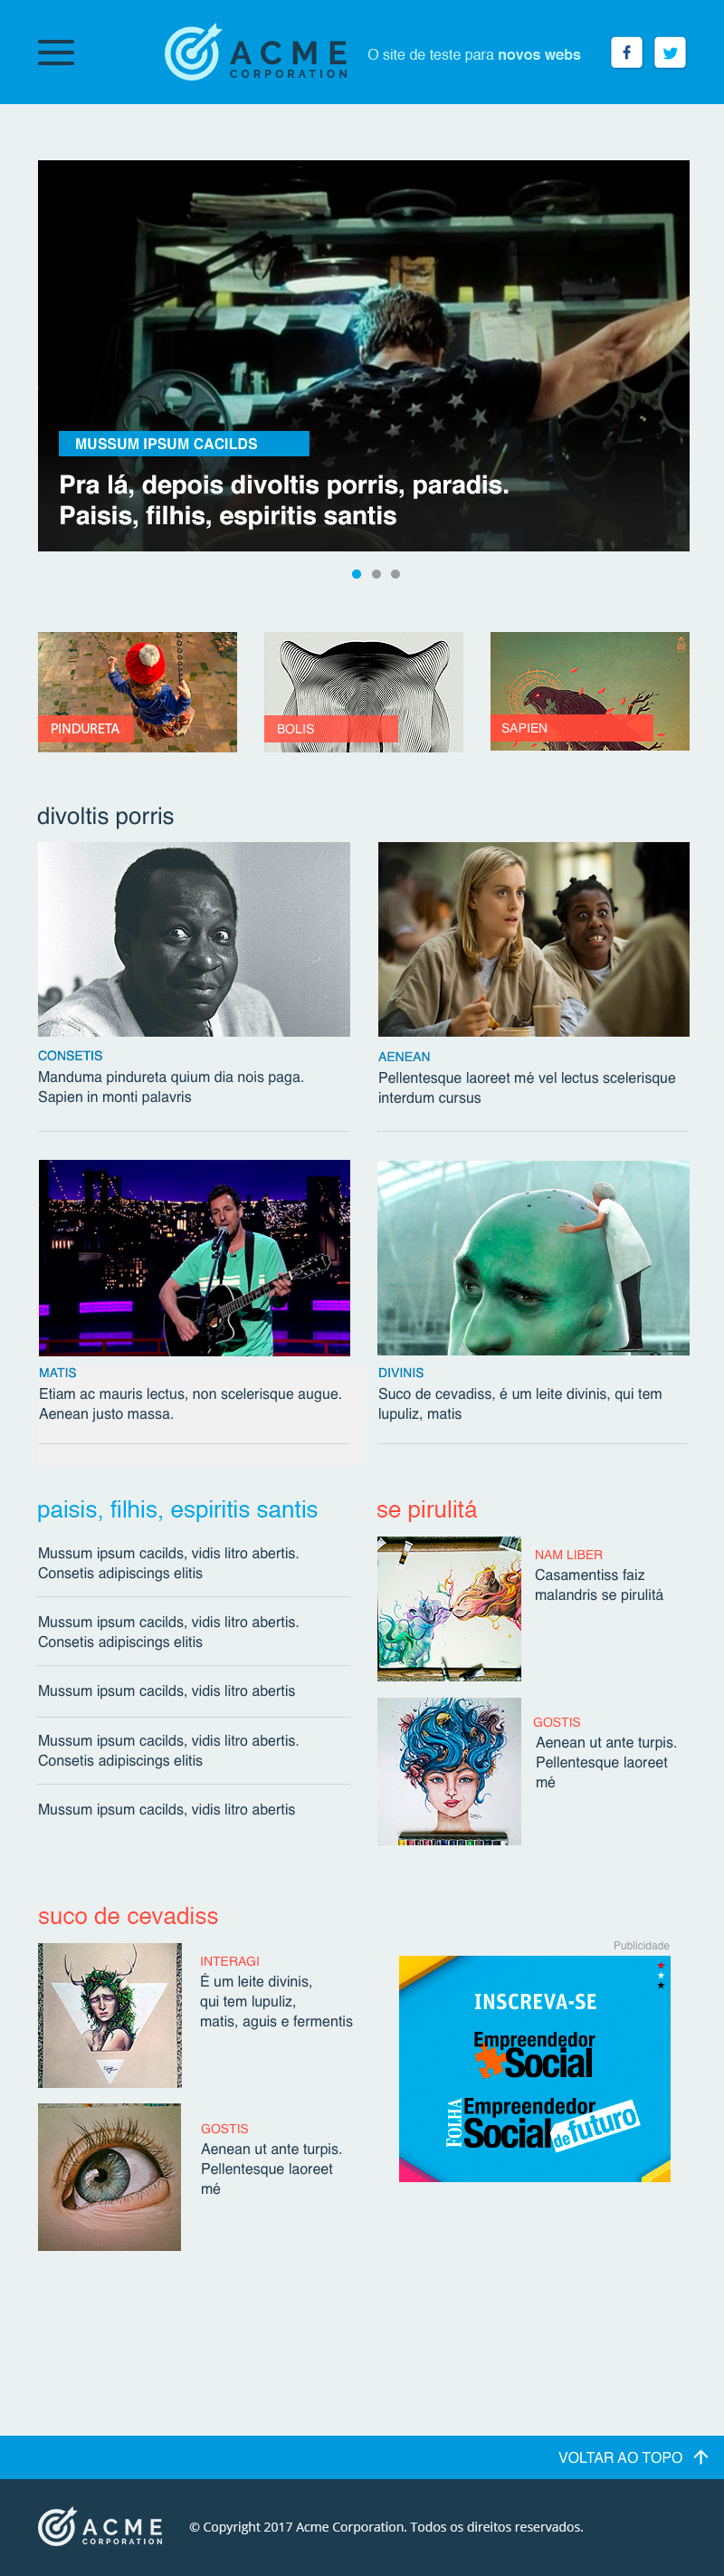 ACME
CORPORATION
O site de teste para novos webs
MUSSUM IPSUM CACILDS
Pra lá, depois divoltis porris, paradis.
Paisis, filhis, espiritis santis
PINDURETA
BOLIS
SAPIEN
divoltis porris
CONSETIS
Manduma pindureta quium dia nois paga.
Sapien in monti palavris
AENEAN
Pellentesque laoreet mé vel lectus scelerisque
interdum cursus
MATIS
Etiam ac mauris lectus, non scelerisque augue.
Aenean justo massa.
DIVINIS
Suco de cevadiss, é um leite divinis, qui tem
lupuliz, matis
paisis, filhis, espiritis santis
Mussum ipsum cacilds, vidis litro abertis.
Consetis adipiscings elitis
Mussum ipsum cacilds, vidis litro abertis.
Consetis adipiscings elitis
Mussum ipsum cacilds, vidis litro abertis
Mussum ipsum cacilds, vidis litro abertis.
Consetis adipiscings elitis
Mussum ipsum cacilds, vidis litro abertis
se pirulitá
NAM LIBER
Casamentiss faiz
malandris se pirulitá
GOSTIS
Aenean ut ante turpis.
Pellentesque laoreet
mé
suco de cevadiss
INTERAGI
É um leite divinis,
qui tem lupuliz,
matis, aguis e fermentis
GOSTIS
Aenean ut ante turpis.
Pellentesque laoreet
mé
Publicidade
INSCREVA-SE
Empreendedor
Social
FOLHA
Empreendedor
Social
de futuro
VOLTAR AO TOPO
ACME
CORPORATION
© Copyright 2017 Acme Corporation. Todos os direitos reservados.